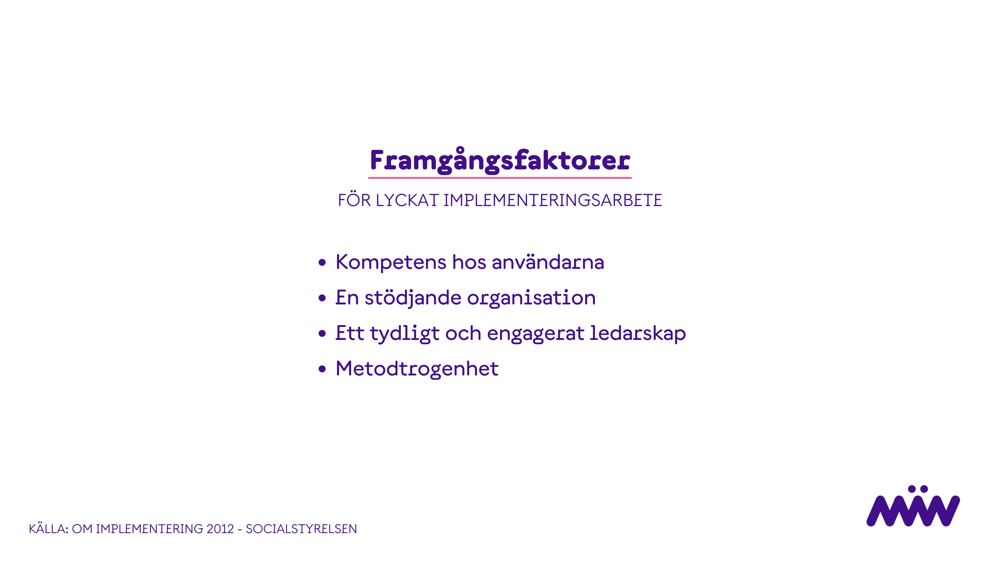 Framgångsfaktorer
FÖR LYCKAT IMPLEMENTERINGSARBETE
• Kompetens hos användarna
• En stödjande organisation
• Ett tydligt och engagerat ledarskap
• Metodtrogenhet
KÄLLA: OM IMPLEMENTERING 2012 - SOCIALSTYRELSEN